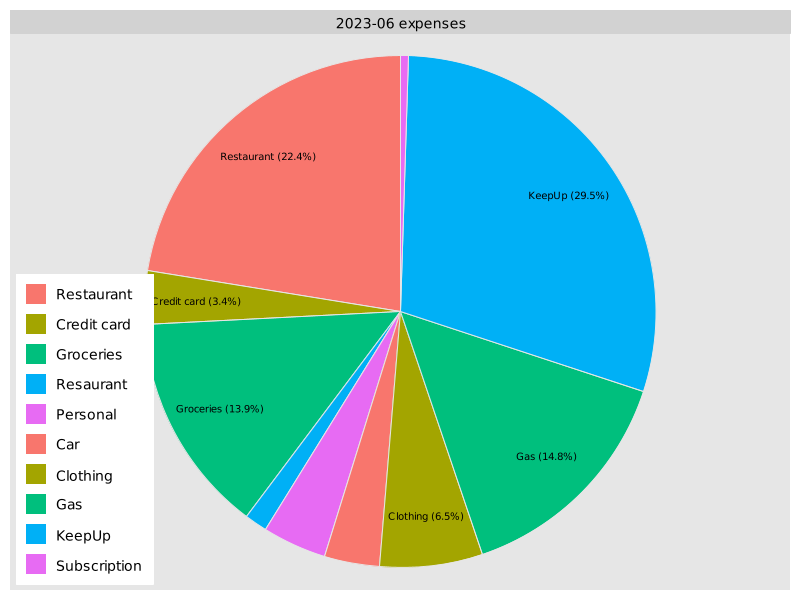 2023-06 expenses
Restaurant (22.4%)
KeepUp (29.5%)
Credit card (3.4%)
Groceries (13.9%)
Gas (14.8%)
Clothing (6.5%)
Restaurant
Credit card
Groceries
Resaurant
Personal
Car
Clothing
Gas
KeepUp
Subscription